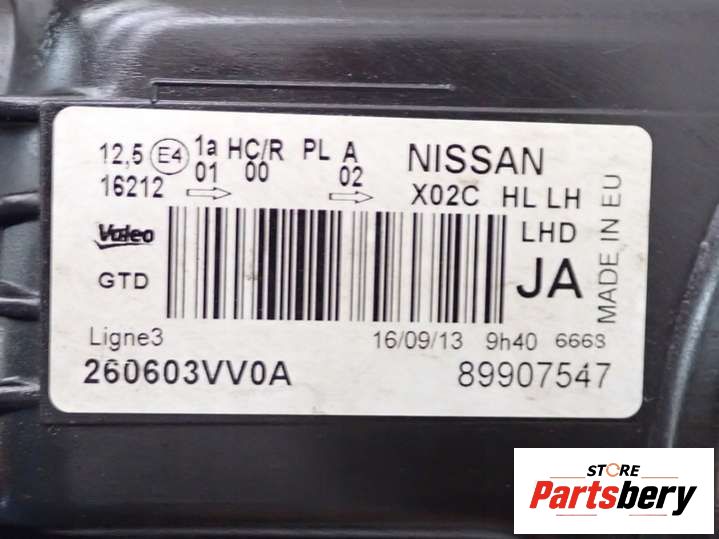 12,5 E4 1a HC/R PL A NISSAN
16212 01 00 02 X02C HL LH
Valeo LHD
GTD JA
MADE IN EU
Ligne3 16/09/13 9h40 6668
260603VV0A 89907547
STORE
Partsbery